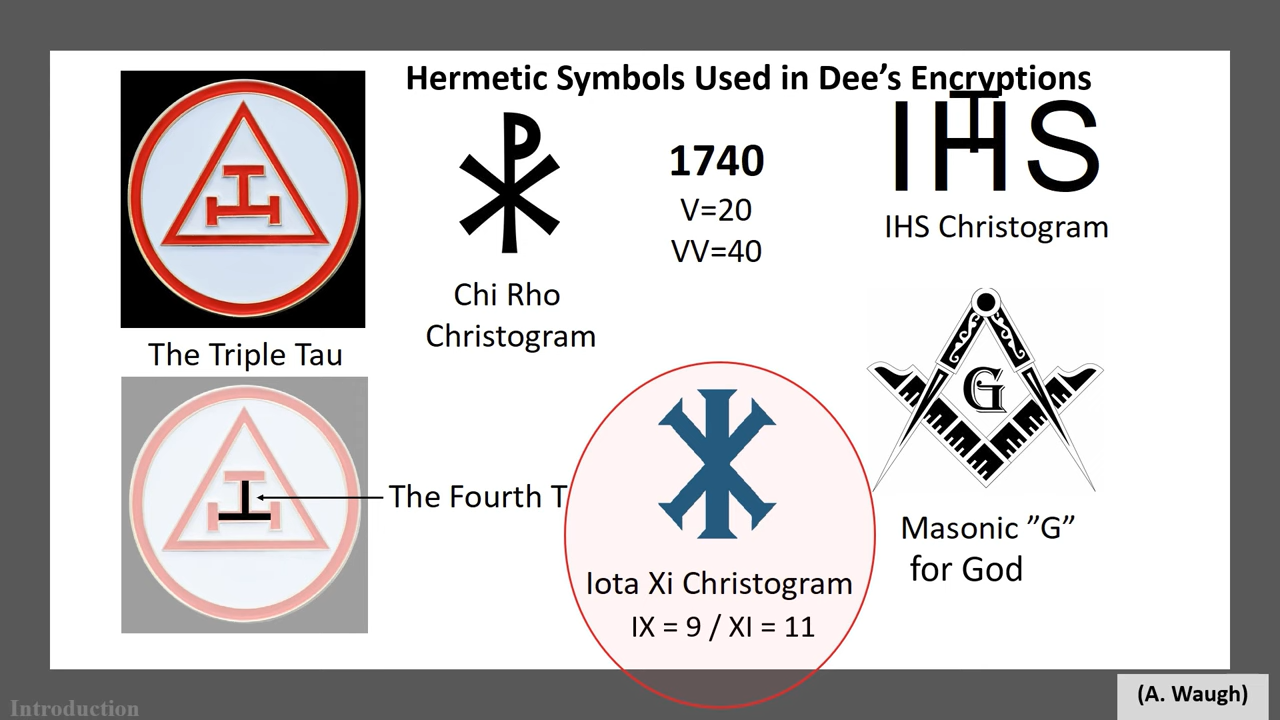 Hermetic Symbols Used in Dee’s Encryptions
The Triple Tau
Chi Rho
Christogram
1740
V=20
VV=40
IHS
T
IHS Christogram
The Fourth T
Iota Xi Christogram
IX = 9 / XI = 11
G
Masonic ”G”
for God
(A. Waugh)
Introduction